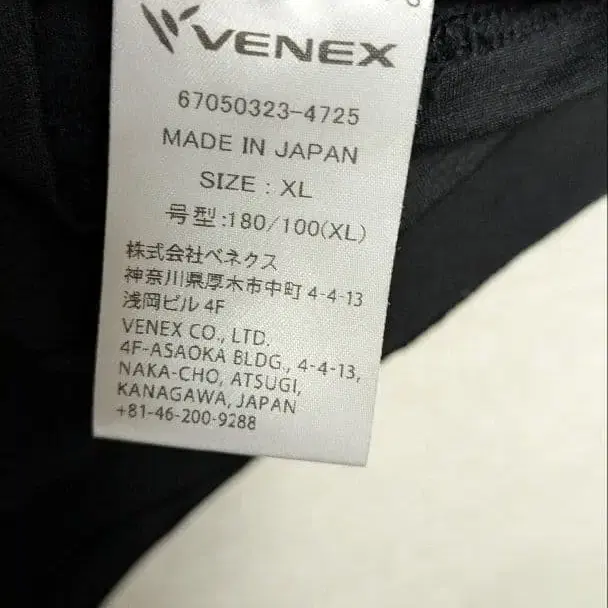 VENEX
67050323-4725
MADE IN JAPAN
SIZE : XL
号型:180/100(XL)
株式会社ベネクス
神奈川県厚木市中町 4-4-13
浅岡ビル 4F
VENEX CO., LTD.
4F-ASAOKA BLDG., 4-4-13,
NAKA-CHO, ATSUGI,
KANAGAWA, JAPAN
+81-46-200-9288